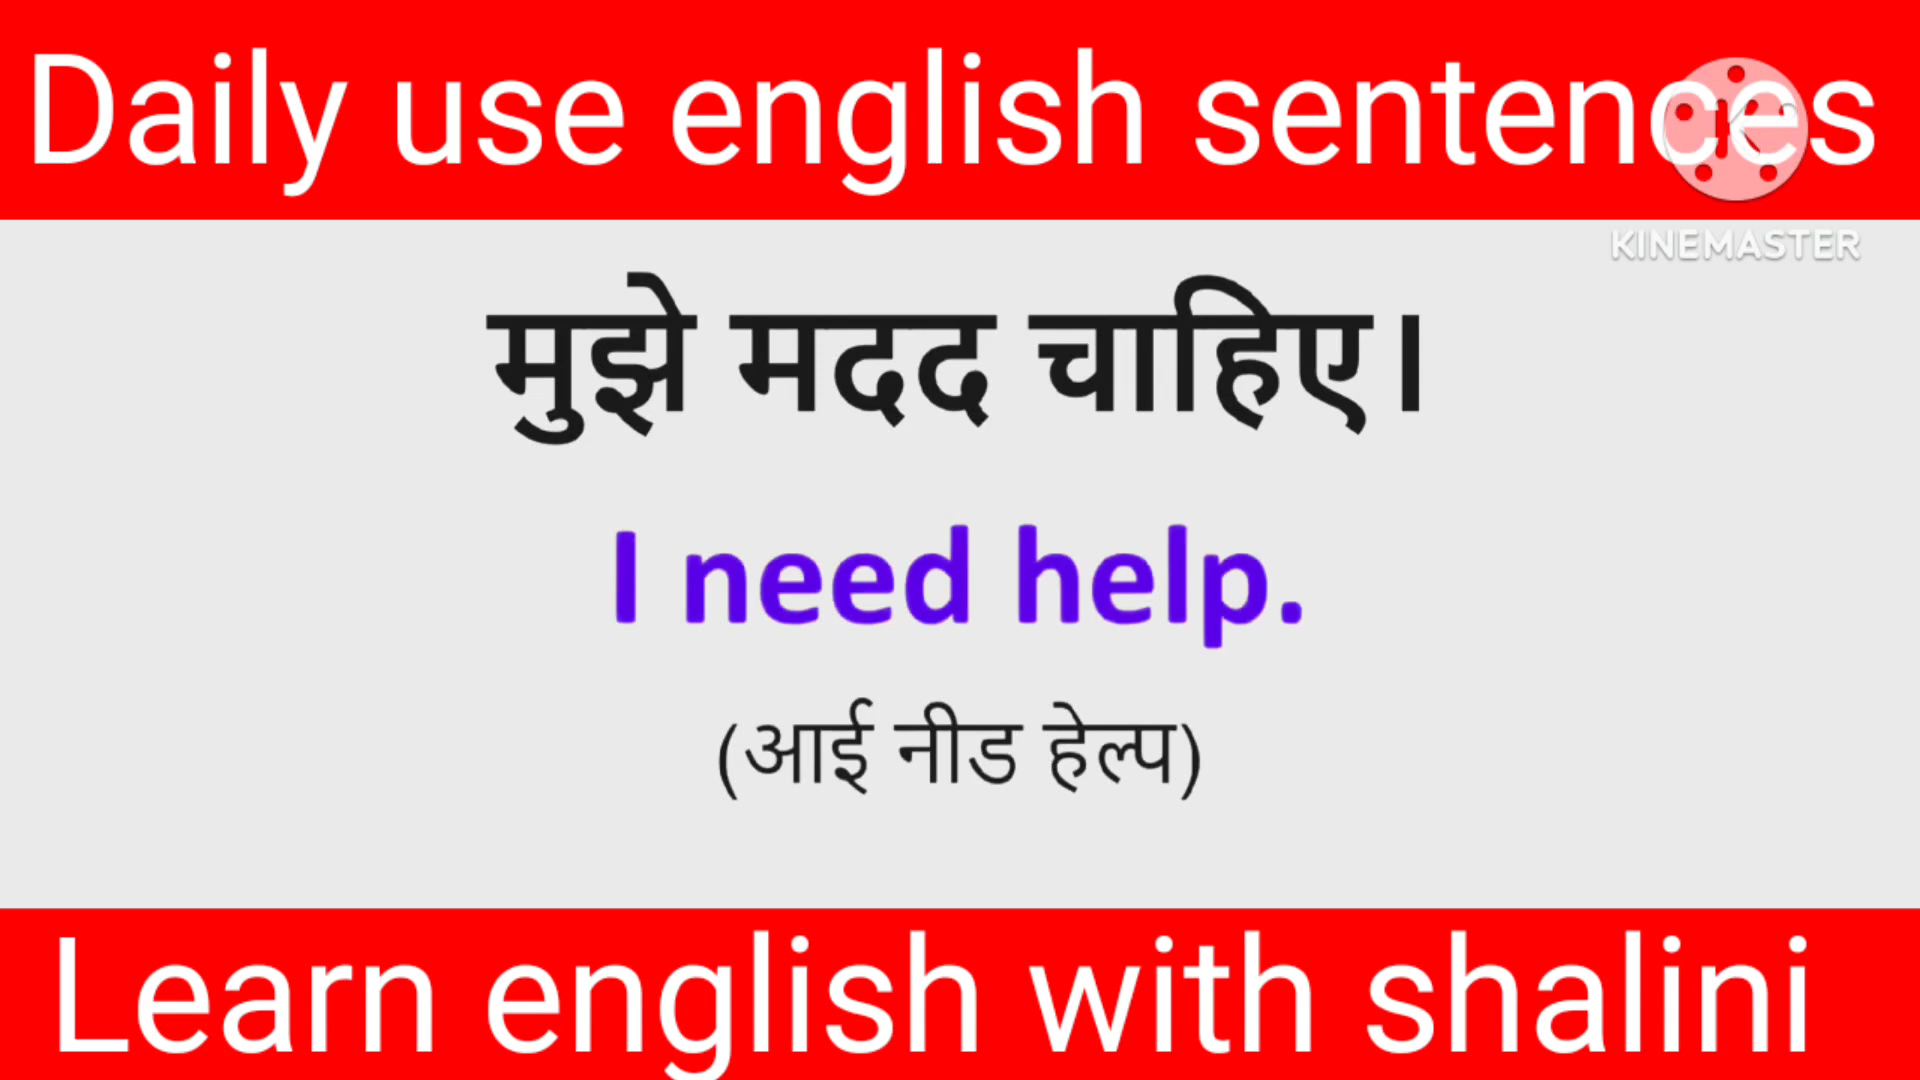 Daily use english sentences
KINEMASTER
मुझे मदद चाहिए।
I need help.
(आई नीड हेल्प)
Learn english with shalini